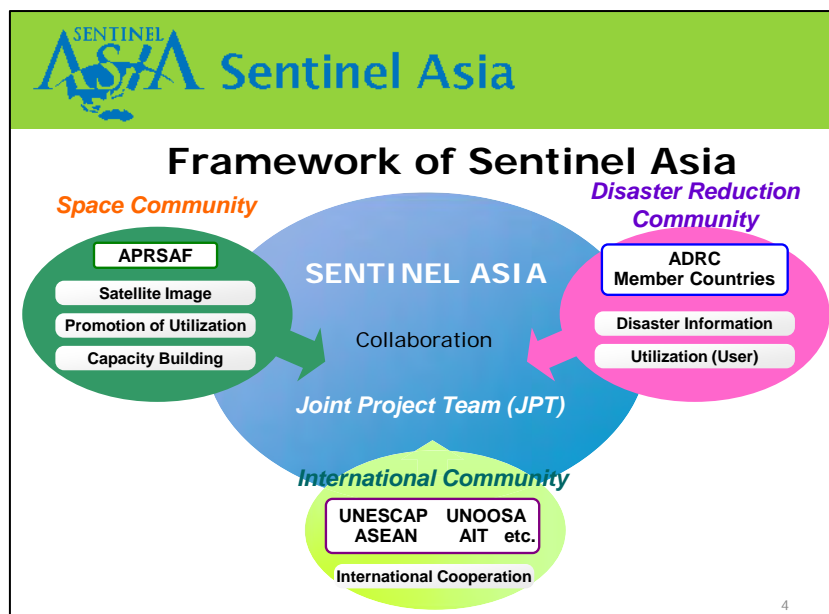 SENTINEL
ASIA
Sentinel Asia
Framework of Sentinel Asia
Space Community
APRSAF
Satellite Image
Promotion of Utilization
Capacity Building
SENTINEL ASIA
Collaboration
Joint Project Team (JPT)
Disaster Reduction
Community
ADRC
Member Countries
Disaster Information
Utilization (User)
International Community
UNESCAP UNOOSA
ASEAN AIT etc.
International Cooperation
4